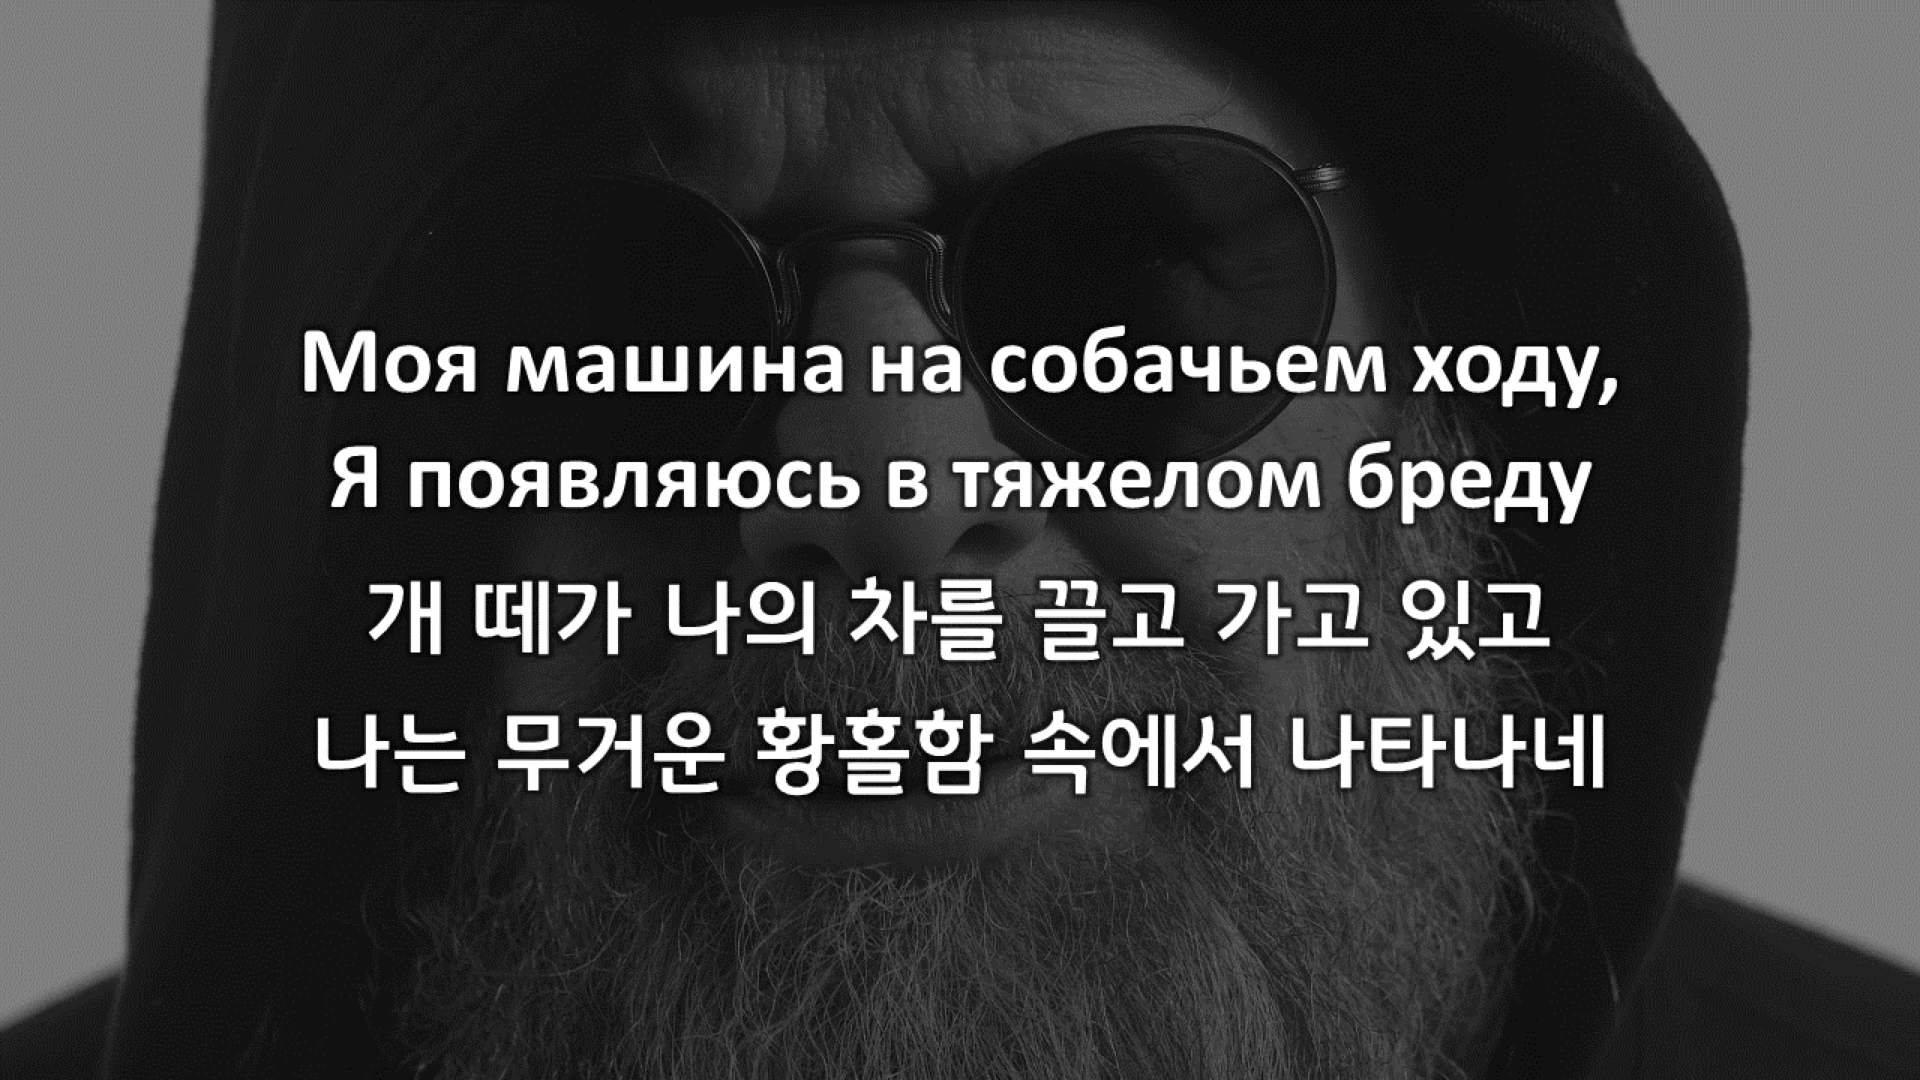 Моя машина на собачьем ходу,
Я появляюсь в тяжелом бреду
개 떼가 나의 차를 끌고 가고 있고
나는 무거운 황홀함 속에서 나타나네